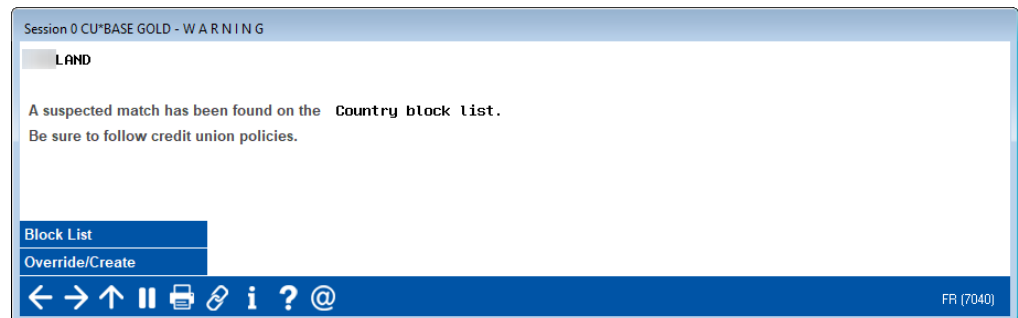 Session 0 CU*BASE GOLD - W A R N I N G
LAND
A suspected match has been found on the Country block list.
Be sure to follow credit union policies.
Block List
Override/Create
FR (7040)